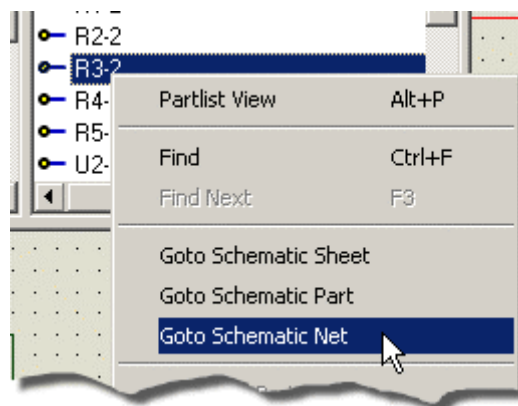 R2-2
R3-2
R4-
R5-
U2-
Partlist View Alt+P
Find Ctrl+F
Find Next F3
Goto Schematic Sheet
Goto Schematic Part
Goto Schematic Net